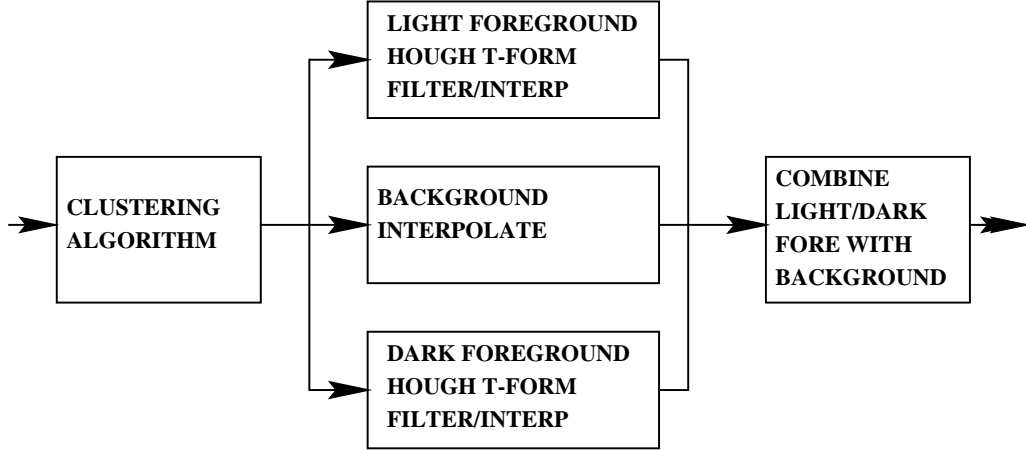 LIGHT FOREGROUND
HOUGH T-FORM
FILTER/INTERP
CLUSTERING
ALGORITHM
BACKGROUND
INTERPOLATE
COMBINE
LIGHT/DARK
FORE WITH
BACKGROUND
DARK FOREGROUND
HOUGH T-FORM
FILTER/INTERP